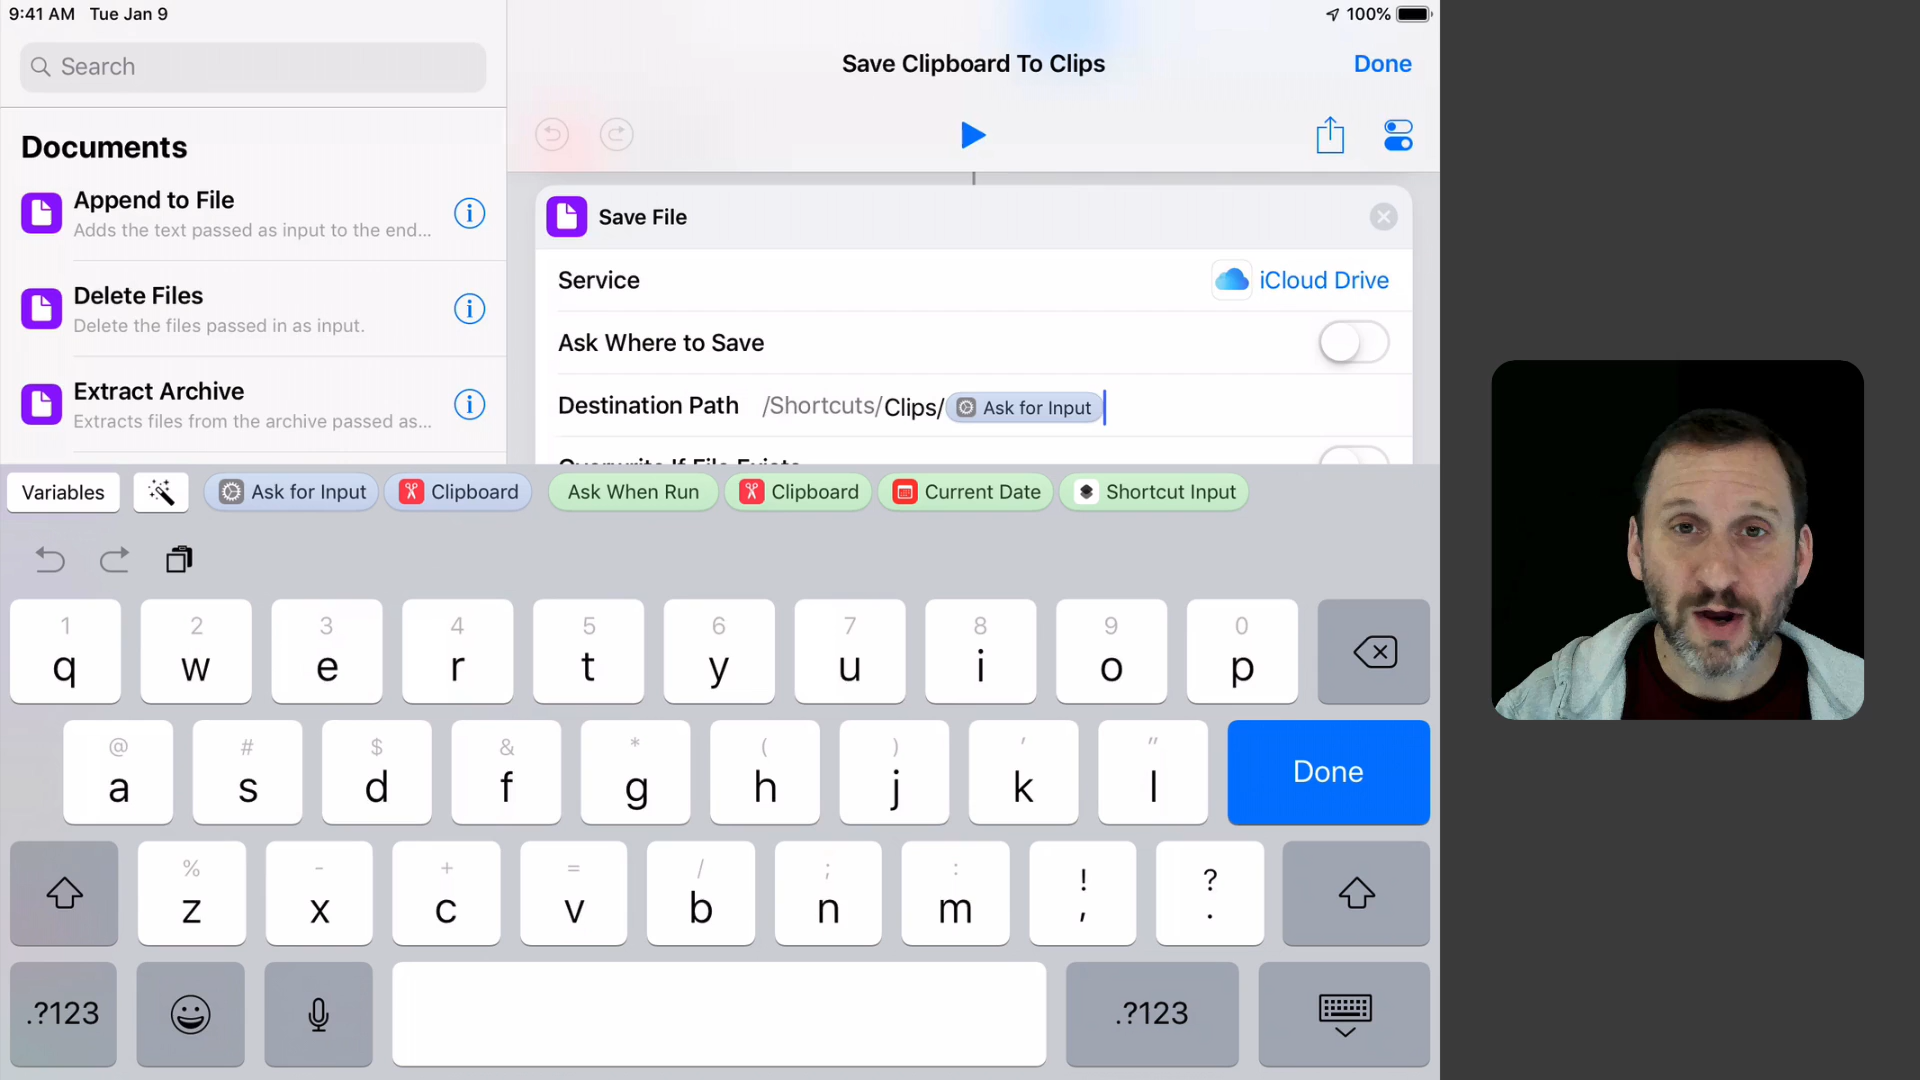 9:41 AM Tue Jan 9
100%
Search
Save Clipboard To Clips
Done
Documents
Append to File
Adds the text passed as input to the end...
Delete Files
Delete the files passed in as input.
Extract Archive
Extracts files from the archive passed as...
Save File
Service
iCloud Drive
Ask Where to Save
Destination Path /Shortcuts/Clips/ Ask for Input
Overwrite If File Exists
Variables
Ask for Input
Clipboard
Ask When Run
Clipboard
Current Date
Shortcut Input
1 2 3 4 5 6 7 8 9 0
q w e r t y u i o p
@ # $ & * ( ) ' "
a s d f g h j k l
Done
% - + = / ; : ! ?
z x c v b n m , .
.?123
.?123